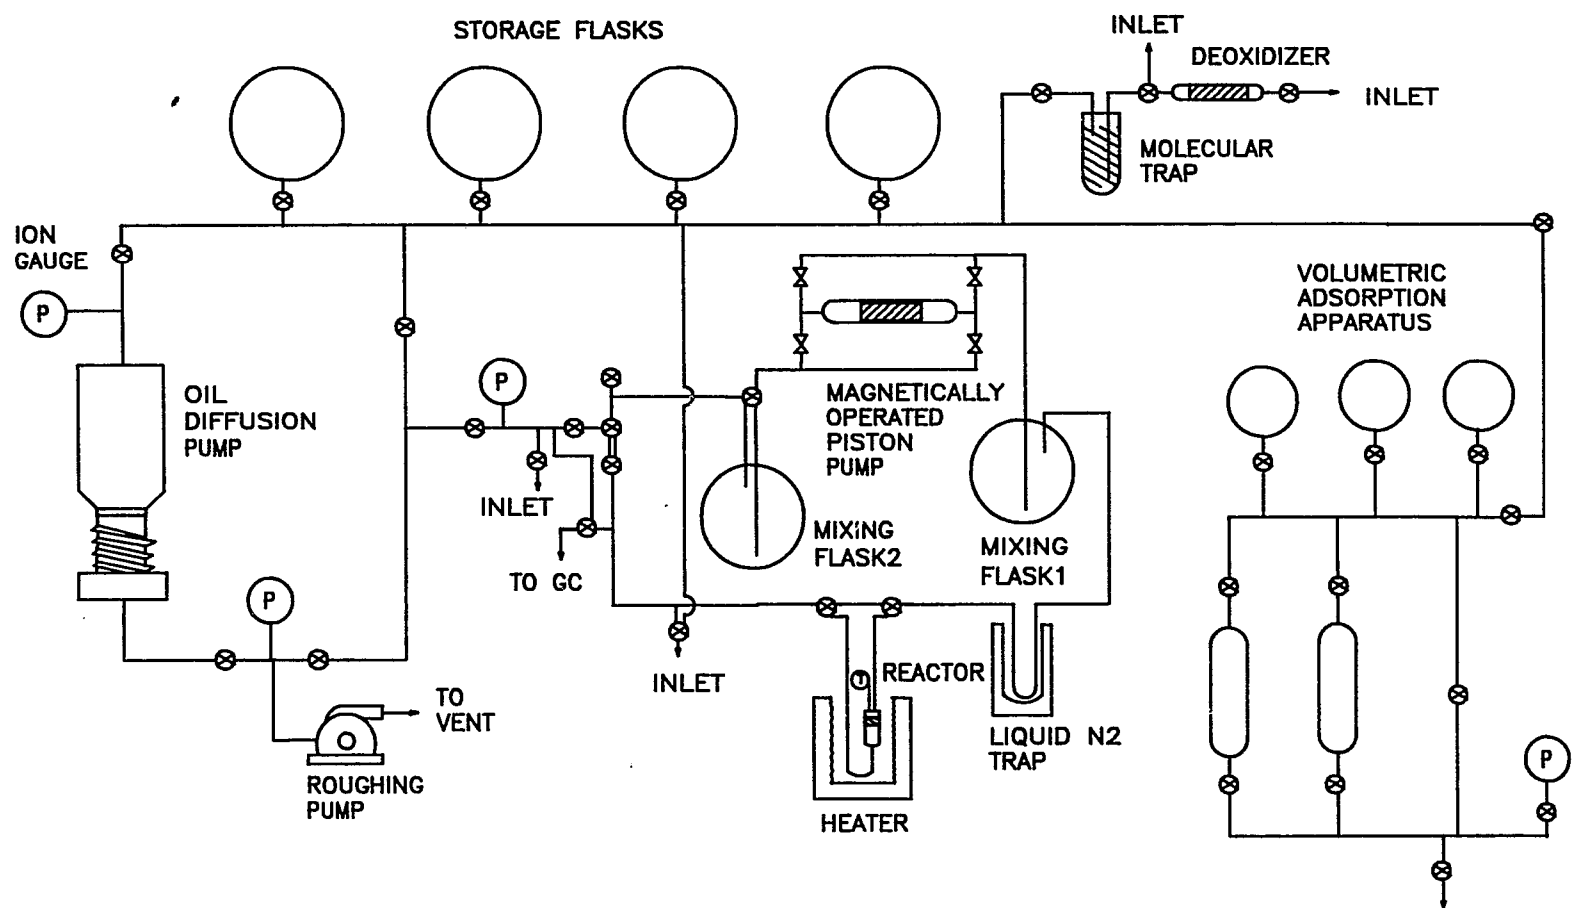 STORAGE FLASKS
INLET
DEOXIDIZER
INLET
MOLECULAR
TRAP
ION
GAUGE
P
VOLUMETRIC
ADSORPTION
APPARATUS
OIL
DIFFUSION
PUMP
P
MAGNETICALLY
OPERATED
PISTON
PUMP
INLET
MIXING
FLASK2
MIXING
FLASK1
TO GC
P
INLET
T
REACTOR
TO
VENT
LIQUID N2
TRAP
P
ROUGHING
PUMP
HEATER